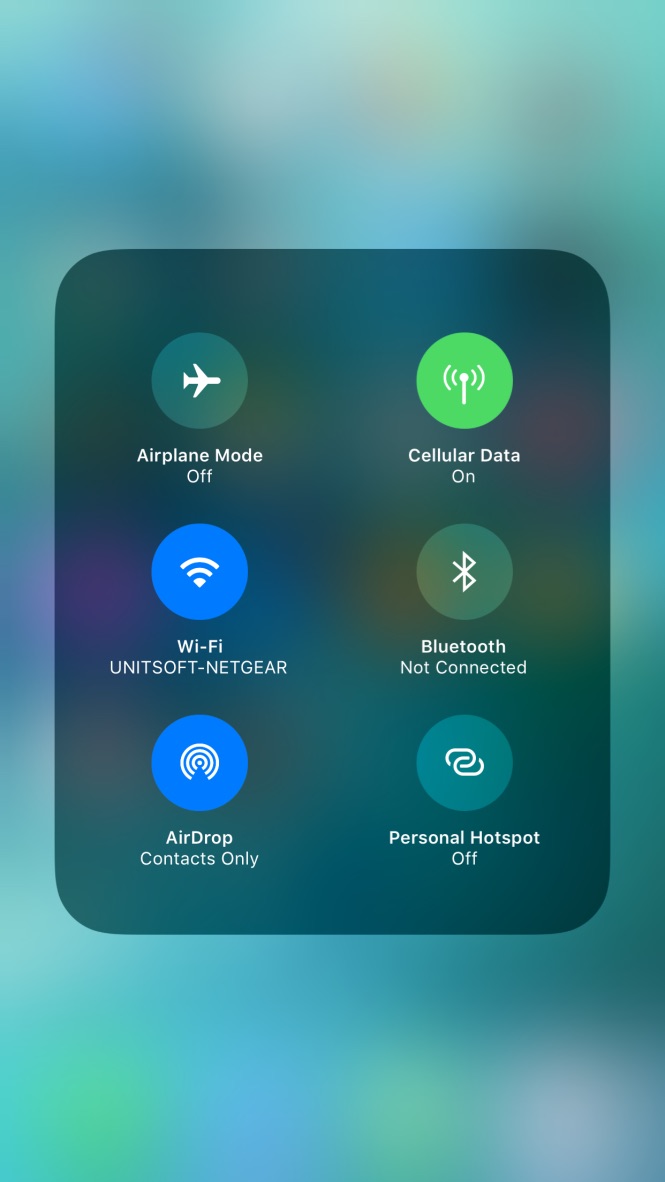 Airplane Mode
Off
Cellular Data
On
Wi-Fi
UNITSOFT-NETGEAR
Bluetooth
Not Connected
AirDrop
Contacts Only
Personal Hotspot
Off